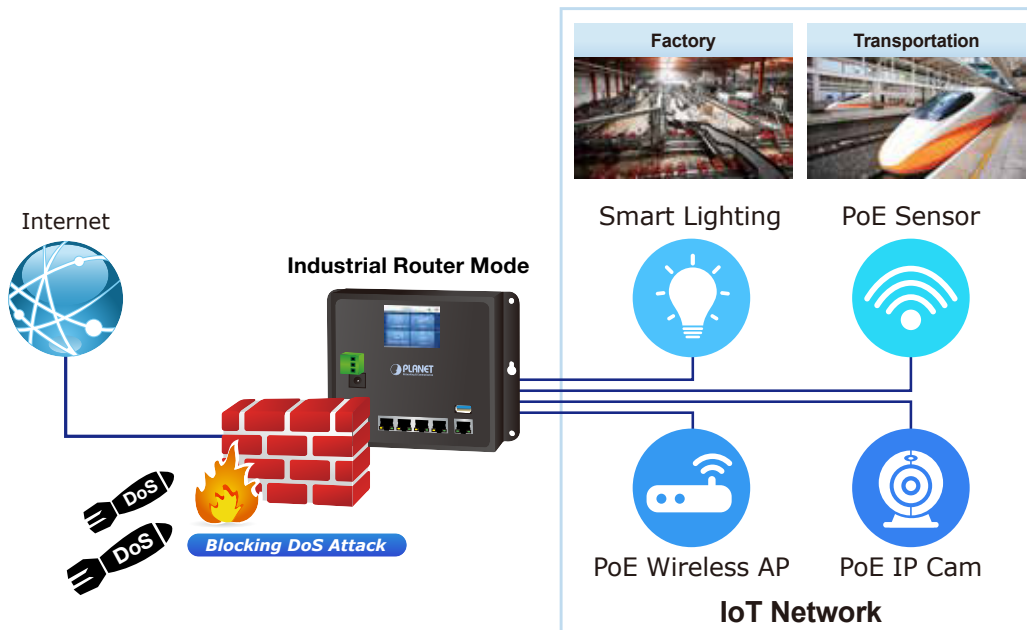 Factory
Transportation
Internet
Smart Lighting
PoE Sensor
Industrial Router Mode
PLANET
DoS
DoS
Blocking DoS Attack
PoE Wireless AP
PoE IP Cam
IoT Network